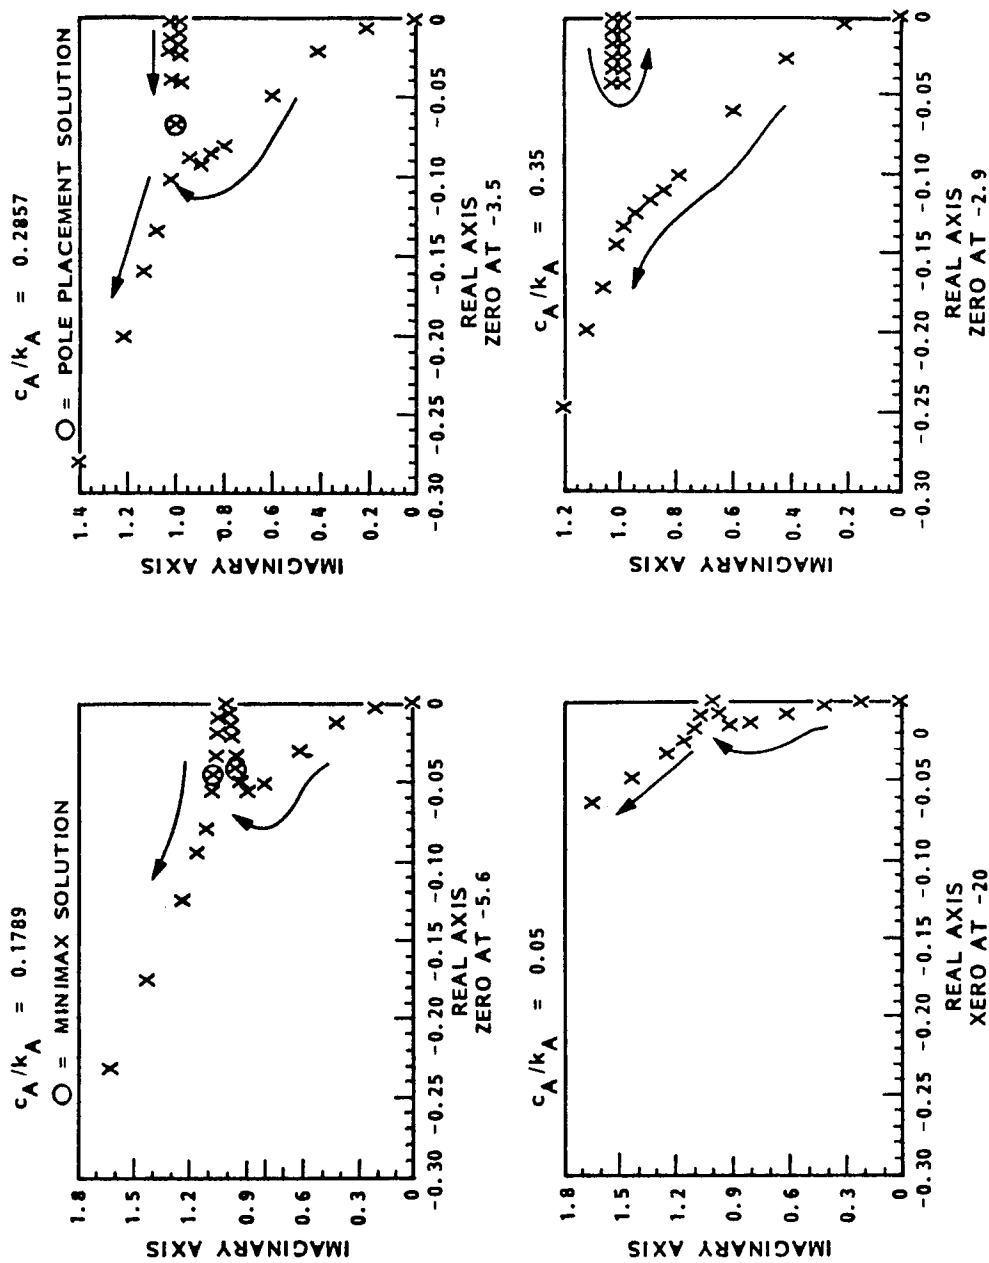 c_A/k_A = 0.1789
○ = MINIMAX SOLUTION
1.8
1.5
1.2
0.9
0.6
0.3
0
IMAGINARY AXIS
-0.30 -0.25 -0.20 -0.15 -0.10 -0.05 0
REAL AXIS
ZERO AT -5.6
c_A/k_A = 0.2857
○ = POLE PLACEMENT SOLUTION
1.4
1.2
1.0
0.8
0.6
0.4
0.2
0
IMAGINARY AXIS
-0.30 -0.25 -0.20 -0.15 -0.10 -0.05 0
REAL AXIS
ZERO AT -3.5
c_A/k_A = 0.05
1.8
1.5
1.2
0.9
0.6
0.3
0
IMAGINARY AXIS
-0.30 -0.25 -0.20 -0.15 -0.10 -0.05 0
REAL AXIS
XERO AT -20
c_A/k_A = 0.35
1.2
1.0
0.8
0.6
0.4
0.2
0
IMAGINARY AXIS
-0.30 -0.25 -0.20 -0.15 -0.10 -0.05 0
REAL AXIS
ZERO AT -2.9